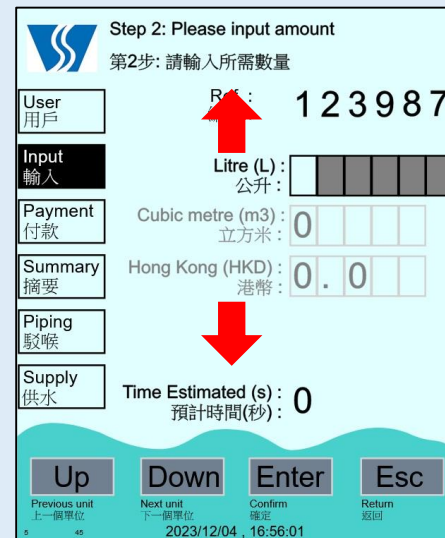 Step 2: Please input amount
第2步: 請輸入所需數量
:
123987
User
用戶
Input
輸入
Litre (L) :
公升 :
Payment
付款
Cubic metre (m3) : 0
立方米 :
Summary
摘要
Hong Kong (HKD) : 0.0
港幣 :
Piping
駁喉
Supply
供水
Time Estimated (s) : 0
預計時間(秒) :
Up Down Enter Esc
Previous unit Next unit Confirm Return
上一個單位 下一個單位 確定 返回
5 45 2023/12/04 , 16:56:01